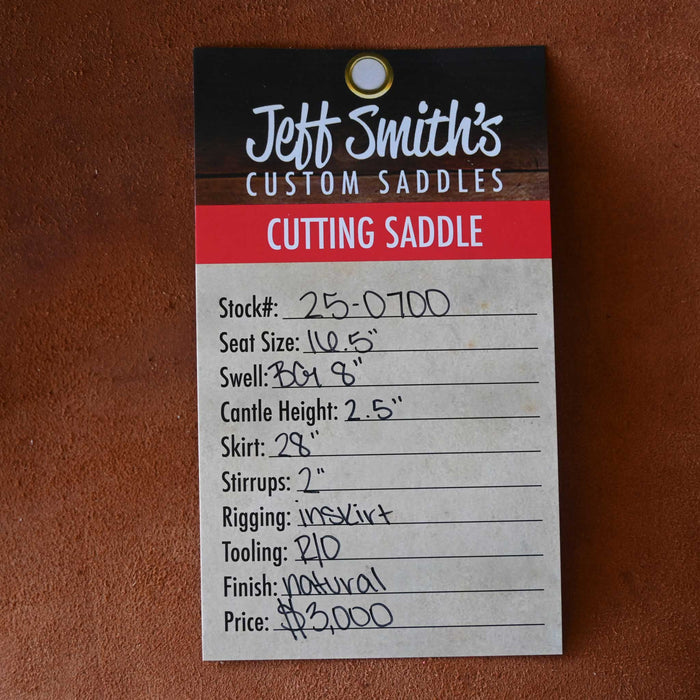 Jeff Smith's
CUSTOM SADDLES
CUTTING SADDLE
Stock#: 25-0700
Seat Size: 16.5"
Swell: BG 8"
Cantle Height: 2.5"
Skirt: 28"
Stirrups: 2"
Rigging: inskirt
Tooling: R/O
Finish: natural
Price: $3,000